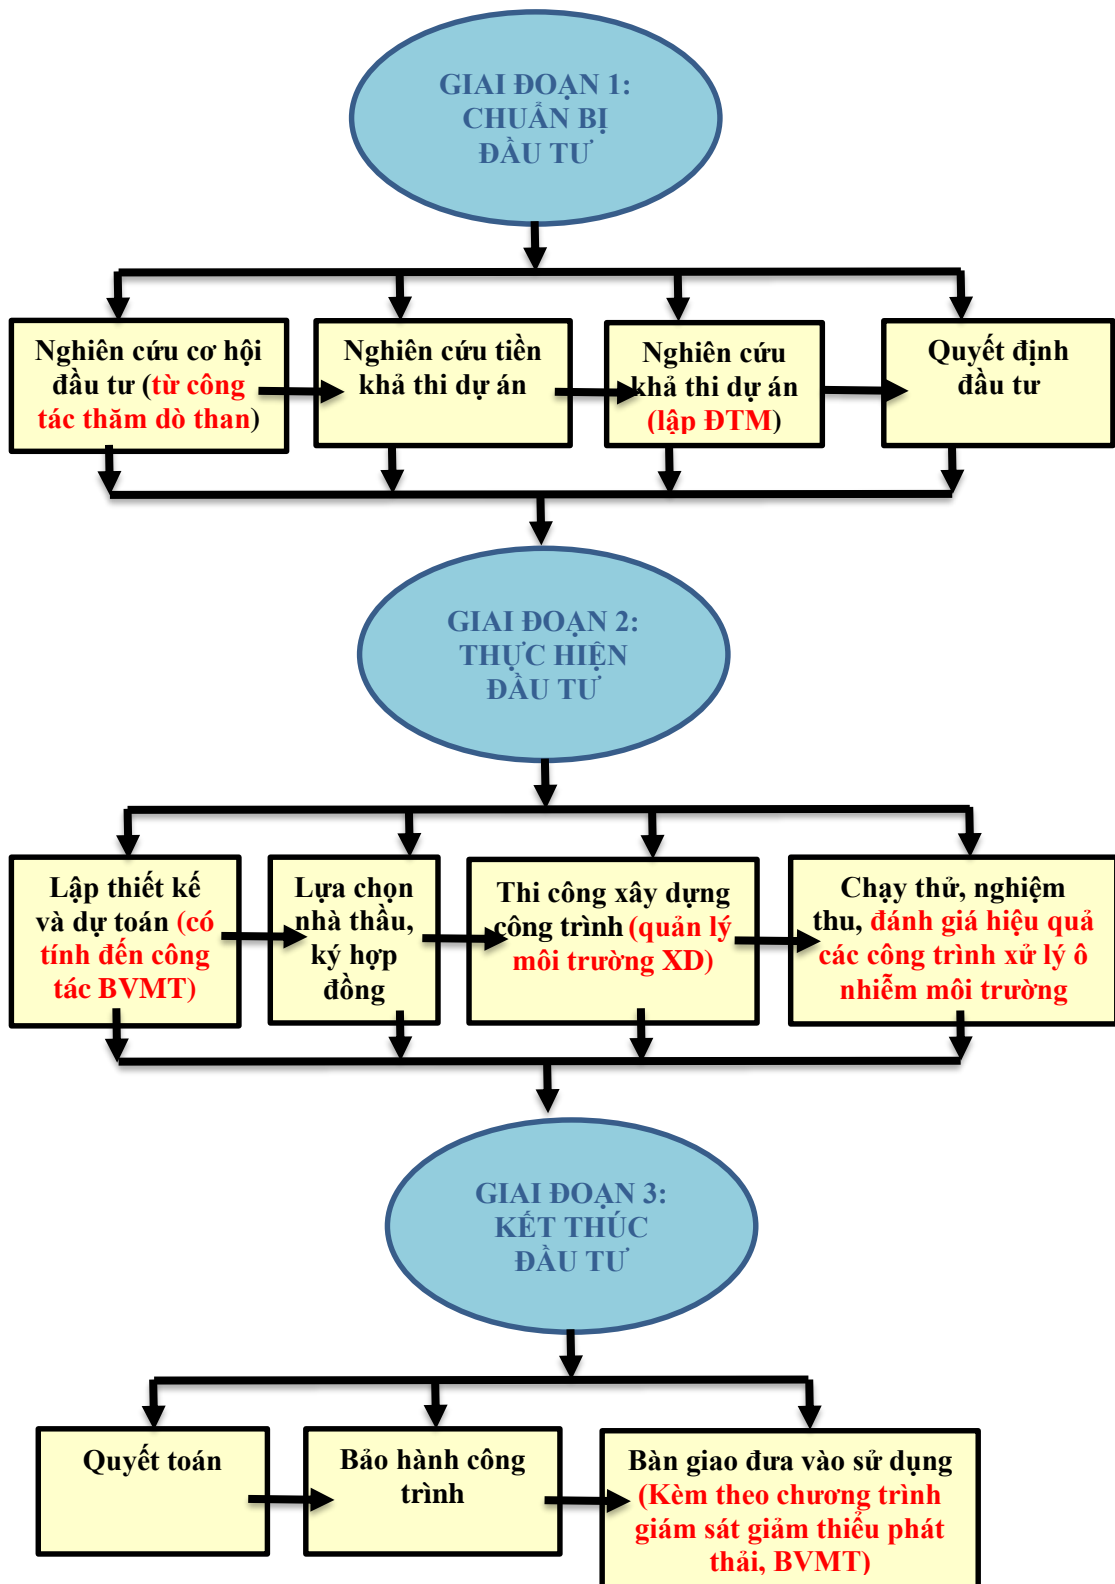 GIAI ĐOẠN 1:
CHUẨN BỊ
ĐẦU TƯ
Nghiên cứu cơ hội
đầu tư (từ công
tác thăm dò than)
Nghiên cứu tiền
khả thi dự án
Nghiên cứu
khả thi dự án
(lập ĐTM)
Quyết định
đầu tư
GIAI ĐOẠN 2:
THỰC HIỆN
ĐẦU TƯ
Lập thiết kế
và dự toán (có
tính đến công
tác BVMT)
Lựa chọn
nhà thầu,
ký hợp
đồng
Thi công xây dựng
công trình (quản lý
môi trường XD)
Chạy thử, nghiệm
thu, đánh giá hiệu quả
các công trình xử lý ô
nhiễm môi trường
GIAI ĐOẠN 3:
KẾT THÚC
ĐẦU TƯ
Quyết toán
Bảo hành công
trình
Bàn giao đưa vào sử dụng
(Kèm theo chương trình
giám sát giảm thiểu phát
thải, BVMT)